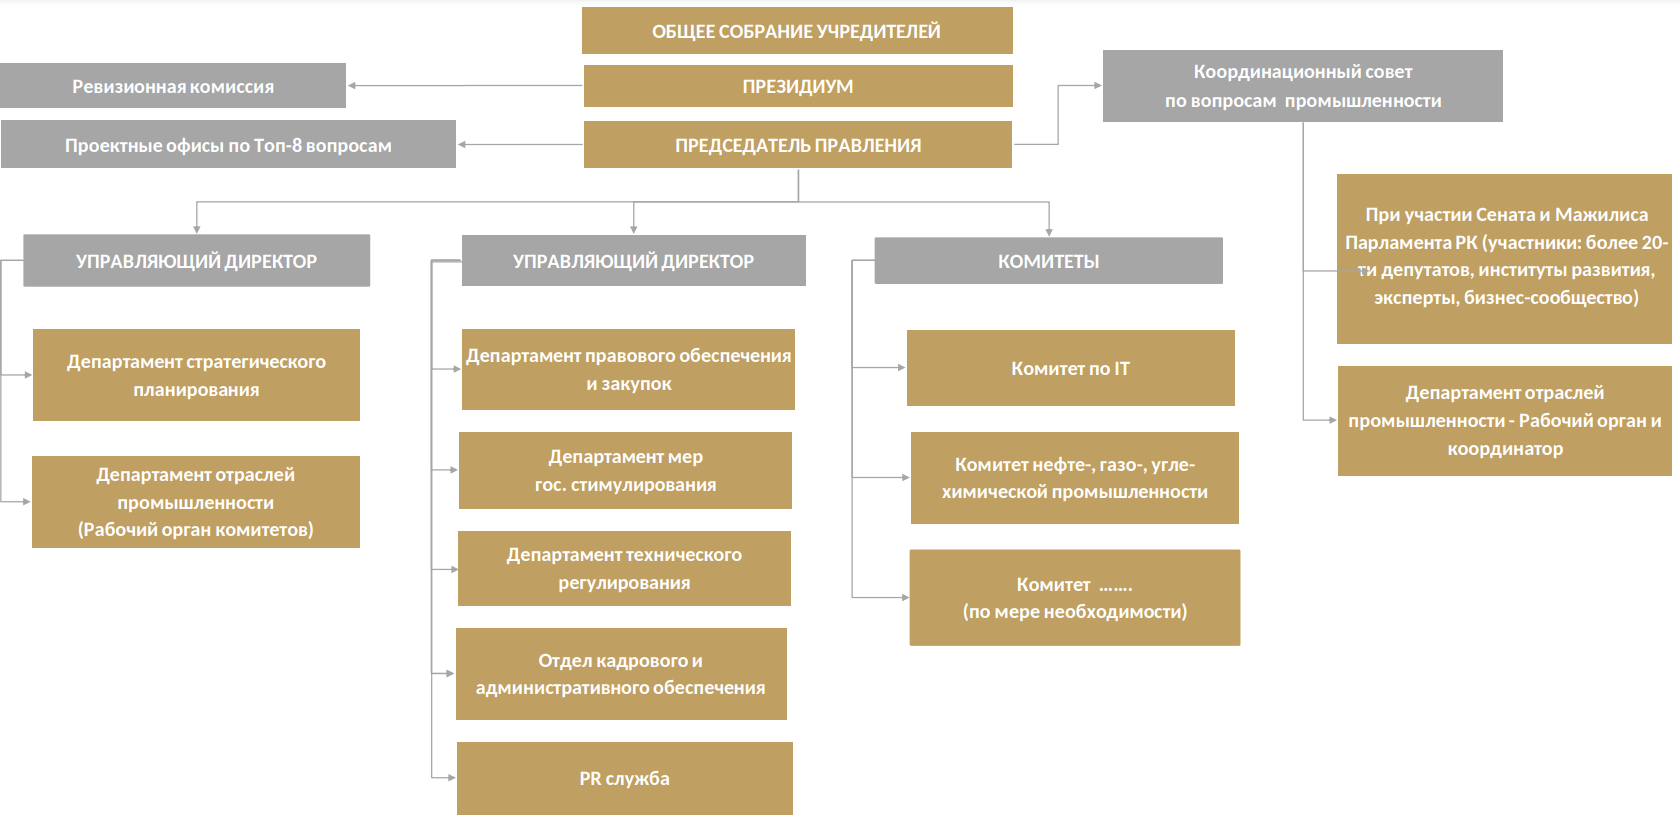 ОБЩЕЕ СОБРАНИЕ УЧРЕДИТЕЛЕЙ
Ревизионная комиссия
ПРЕЗИДИУМ
Координационный совет
по вопросам промышленности
Проектные офисы по Топ-8 вопросам
ПРЕДСЕДАТЕЛЬ ПРАВЛЕНИЯ
УПРАВЛЯЮЩИЙ ДИРЕКТОР
Департамент стратегического
планирования
Департамент отраслей
промышленности
(Рабочий орган комитетов)
УПРАВЛЯЮЩИЙ ДИРЕКТОР
Департамент правового обеспечения
и закупок
Департамент мер
гос. стимулирования
Департамент технического
регулирования
Отдел кадрового и
административного обеспечения
PR служба
КОМИТЕТЫ
Комитет по IT
Комитет нефте-, газо-, угле-
химической промышленности
Комитет …….
(по мере необходимости)
При участии Сената и Мажилиса
Парламента РК (участники: более 20-
ти депутатов, институты развития,
эксперты, бизнес-сообщество)
Департамент отраслей
промышленности - Рабочий орган и
координатор